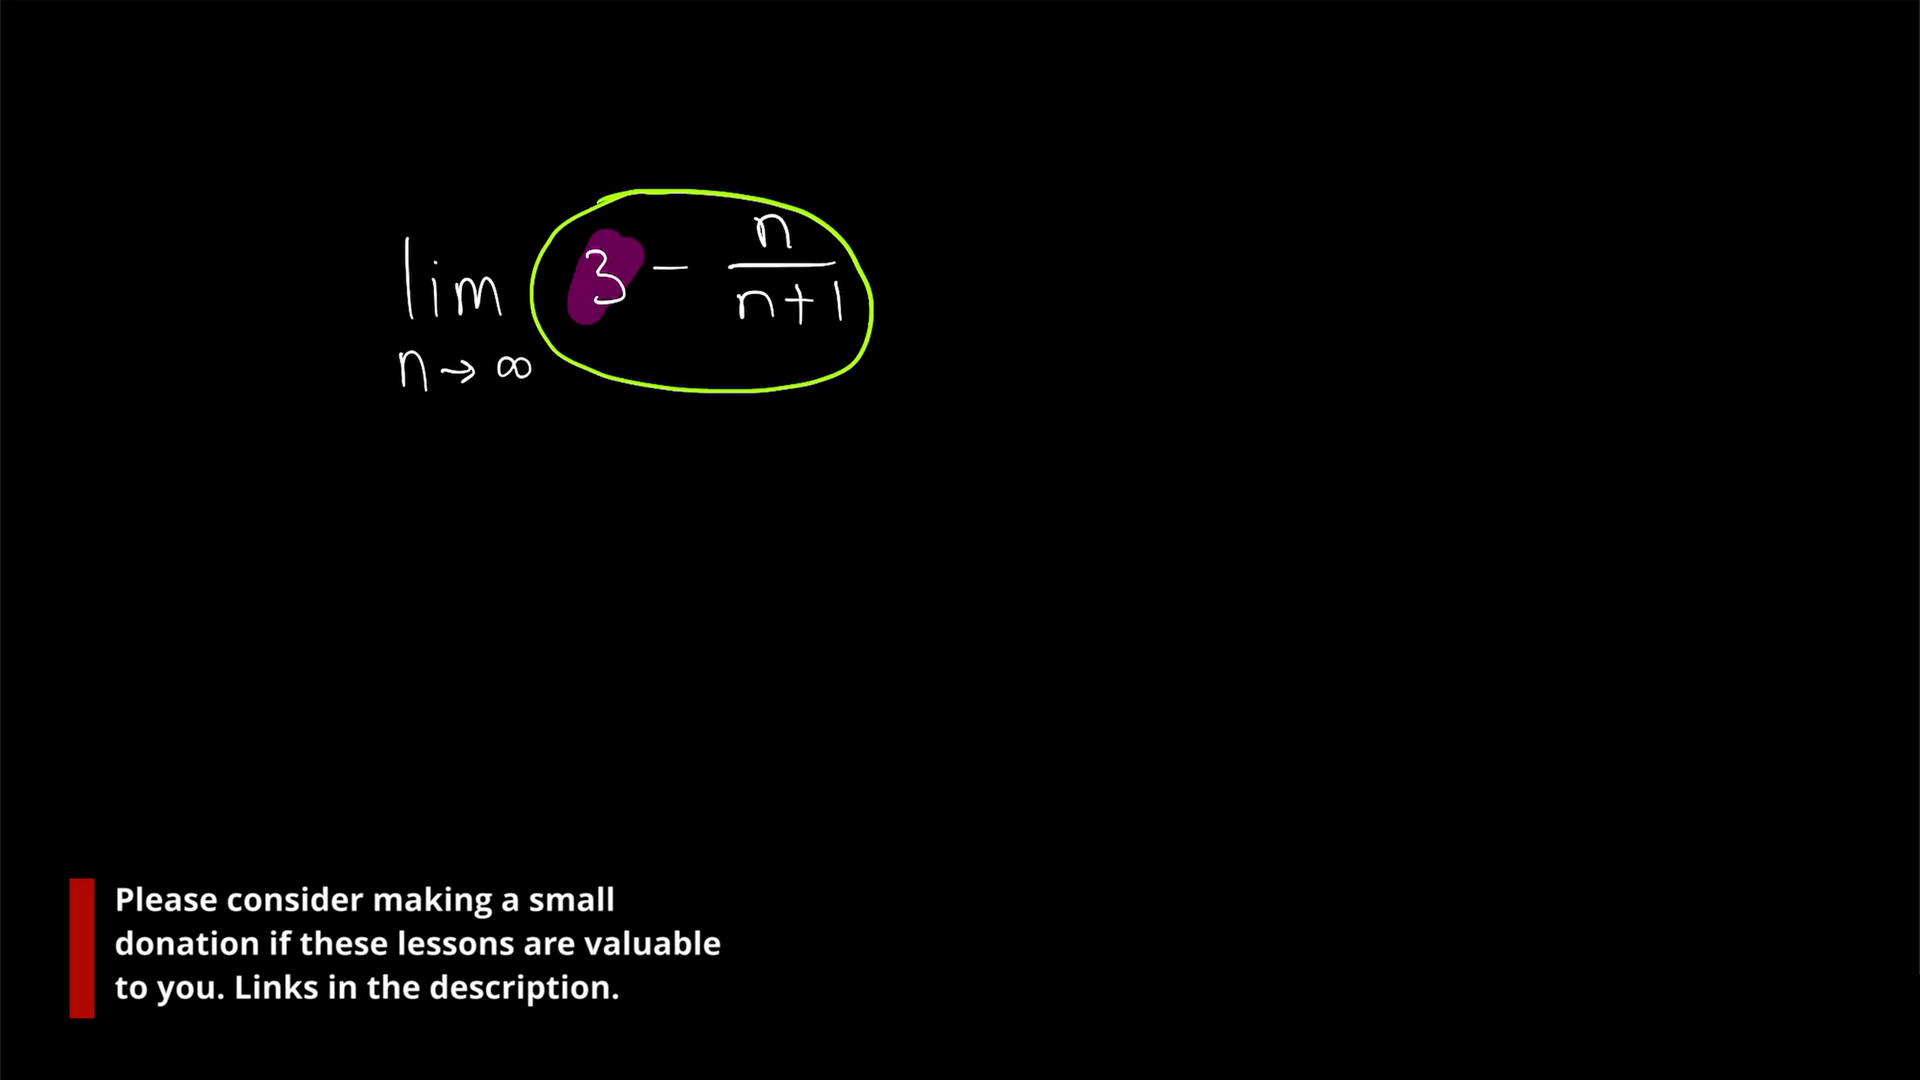 lim n→∞ 3 - n/(n+1)
Please consider making a small
donation if these lessons are valuable
to you. Links in the description.